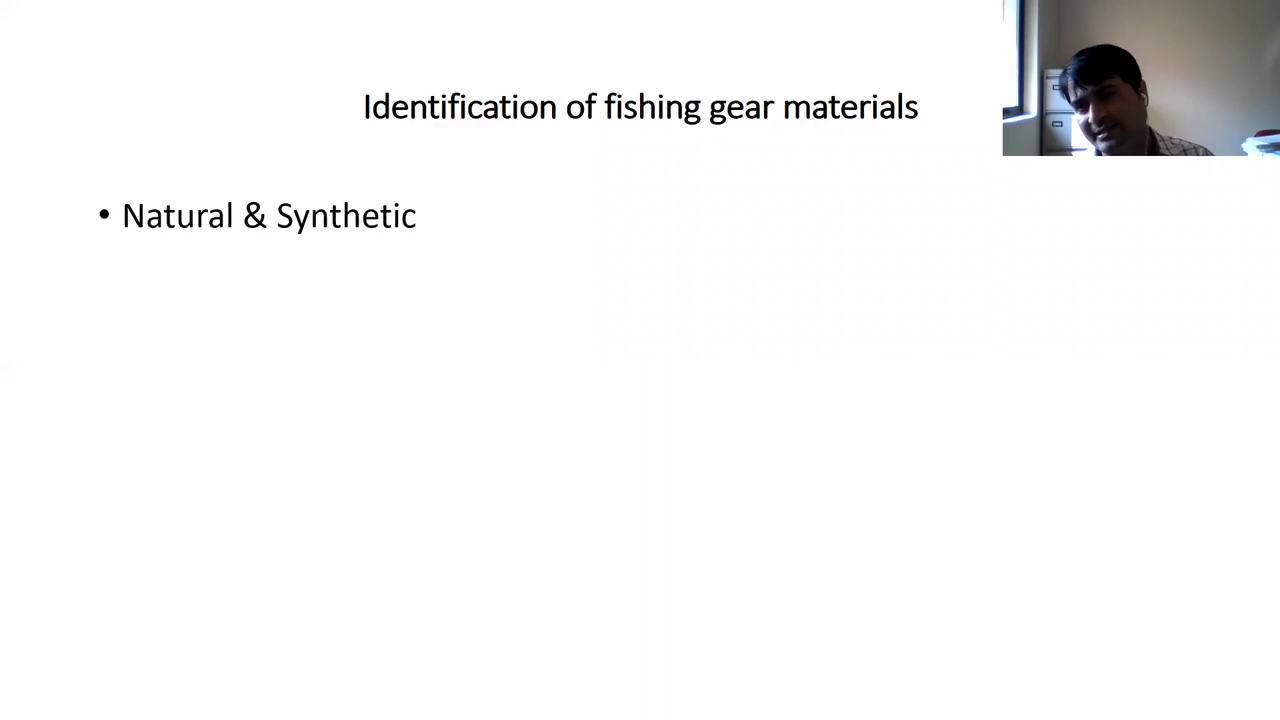 Identification of fishing gear materials
• Natural & Synthetic